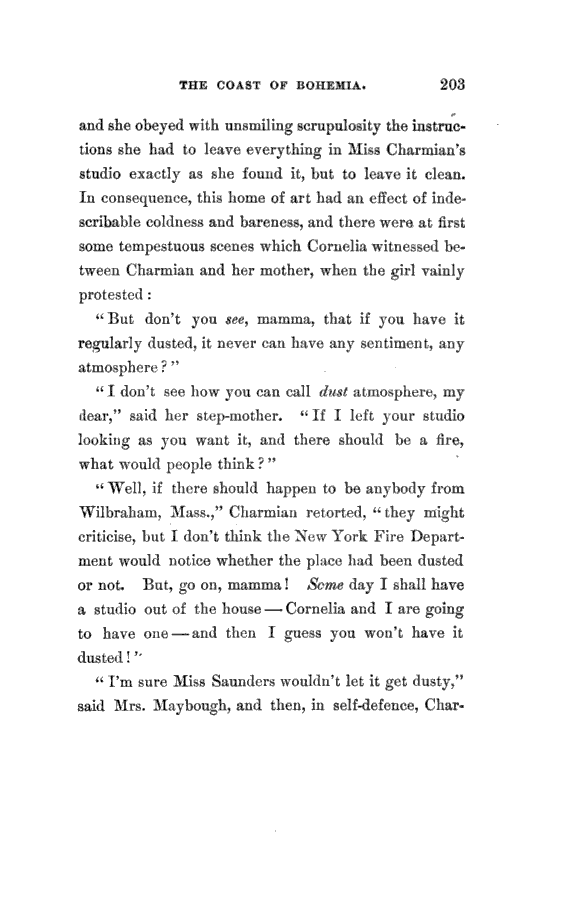 THE COAST OF BOHEMIA. 203
and she obeyed with unsmiling scrupulosity the instruc-
tions she had to leave everything in Miss Charmian's
studio exactly as she found it, but to leave it clean.
In consequence, this home of art had an effect of inde-
scribable coldness and bareness, and there were at first
some tempestuous scenes which Cornelia witnessed be-
tween Charmian and her mother, when the girl vainly
protested :
"But don't you see, mamma, that if you have it
regularly dusted, it never can have any sentiment, any
atmosphere ? "
"I don't see how you can call dust atmosphere, my
dear," said her step-mother. "If I left your studio
looking as you want it, and there should be a fire,
what would people think ? "
"Well, if there should happen to be anybody from
Wilbraham, Mass.," Charmian retorted, "they might
criticise, but I don't think the New York Fire Depart-
ment would notice whether the place had been dusted
or not. But, go on, mamma! Some day I shall have
a studio out of the house — Cornelia and I are going
to have one — and then I guess you won't have it
dusted ! "
"I'm sure Miss Saunders wouldn't let it get dusty,"
said Mrs. Maybough, and then, in self-defence, Char-